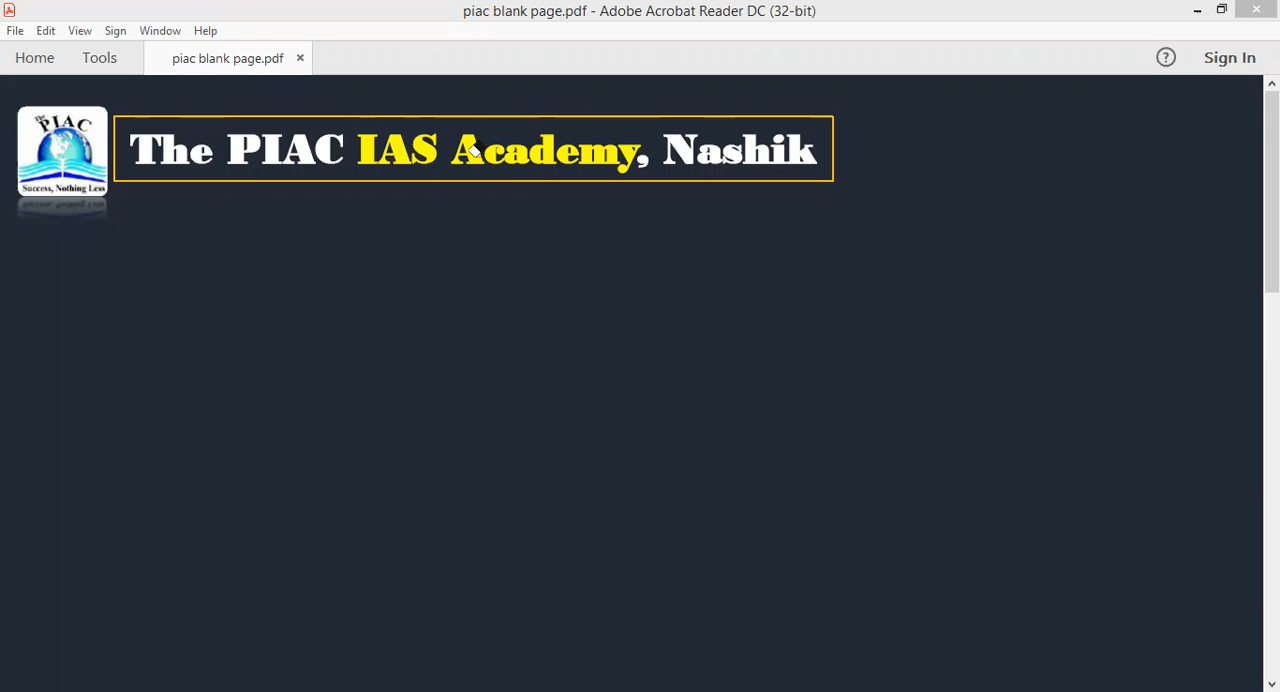 piac blank page.pdf - Adobe Acrobat Reader DC (32-bit)
File Edit View Sign Window Help
Home Tools piac blank page.pdf × ? Sign In
The PIAC
Success, Nothing Less
The PIAC IAS Academy, Nashik